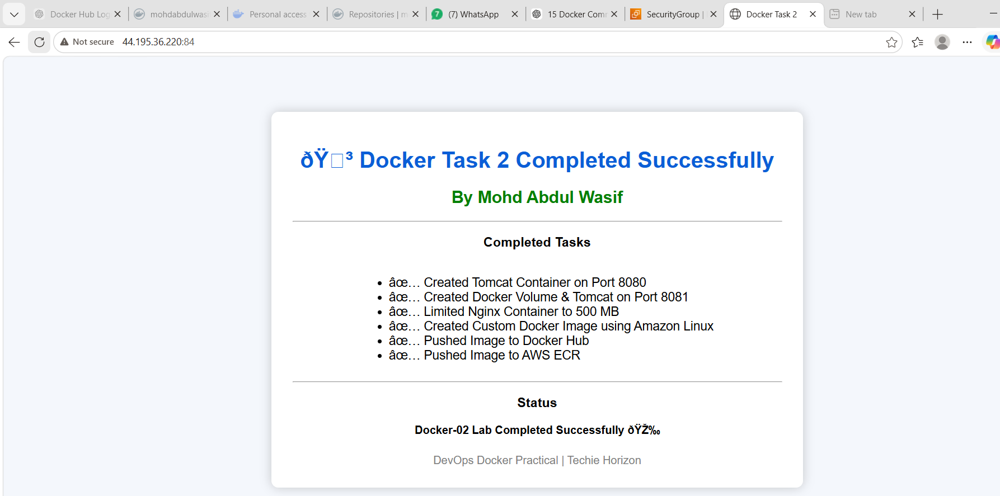 Docker Hub Log
mohdabdulwasi
Personal access
Repositories | m
7 (7) WhatsApp
15 Docker Com
SecurityGroup |
Docker Task 2
New tab
Not secure 44.195.36.220:84
ðŸ□³ Docker Task 2 Completed Successfully
By Mohd Abdul Wasif
Completed Tasks
• âœ… Created Tomcat Container on Port 8080
• âœ… Created Docker Volume & Tomcat on Port 8081
• âœ… Limited Nginx Container to 500 MB
• âœ… Created Custom Docker Image using Amazon Linux
• âœ… Pushed Image to Docker Hub
• âœ… Pushed Image to AWS ECR
Status
Docker-02 Lab Completed Successfully ðŸŽ‰
DevOps Docker Practical | Techie Horizon